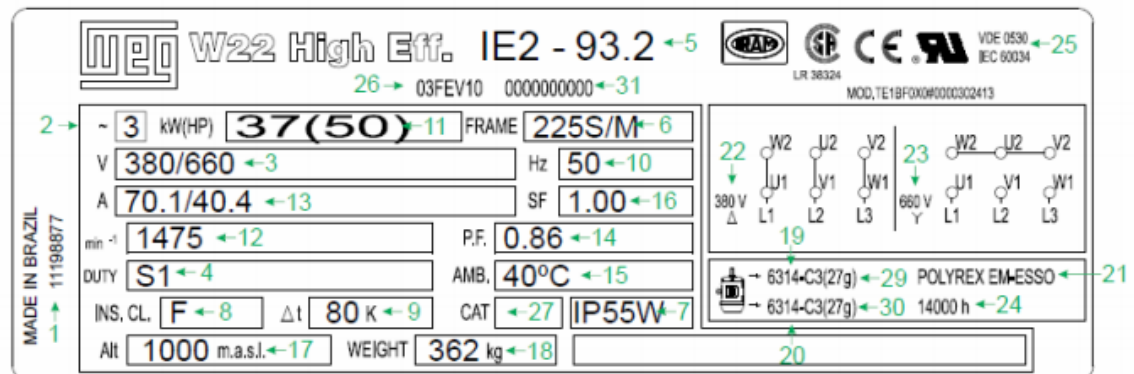 WEG W22 High Eff. IE2 - 93.2 ←5
IRAM SP LR 38324 CE RU VDE 0530 ←25
IEC 60034
26→ 03FEV10 0000000000←31
MOD.TE1BF0X0#0000302413
2→ ~ 3 kW(HP) 37(50)←11 FRAME 225S/M←6
V 380/660 ←3 Hz 50←10
A 70.1/40.4 ←13 SF 1.00←16
min -1 1475 ←12 P.F. 0.86 ←14
DUTY S1←4 AMB. 40°C ←15
INS. CL. F ←8 Δt 80 K←9 CAT ←27 IP55W←7
Alt 1000 m.a.s.l.←17 WEIGHT 362 kg←18
MADE IN BRAZIL
1→ 11198877
22 W2 U2 V2 23 W2 U2 V2
380 V U1 V1 W1 660 V U1 V1 W1
Δ L1 L2 L3 Y L1 L2 L3
19
→ 6314-C3(27g)←29 POLYREX EM-ESSO ←21
→ 6314-C3(27g)←30 14000 h ←24
20